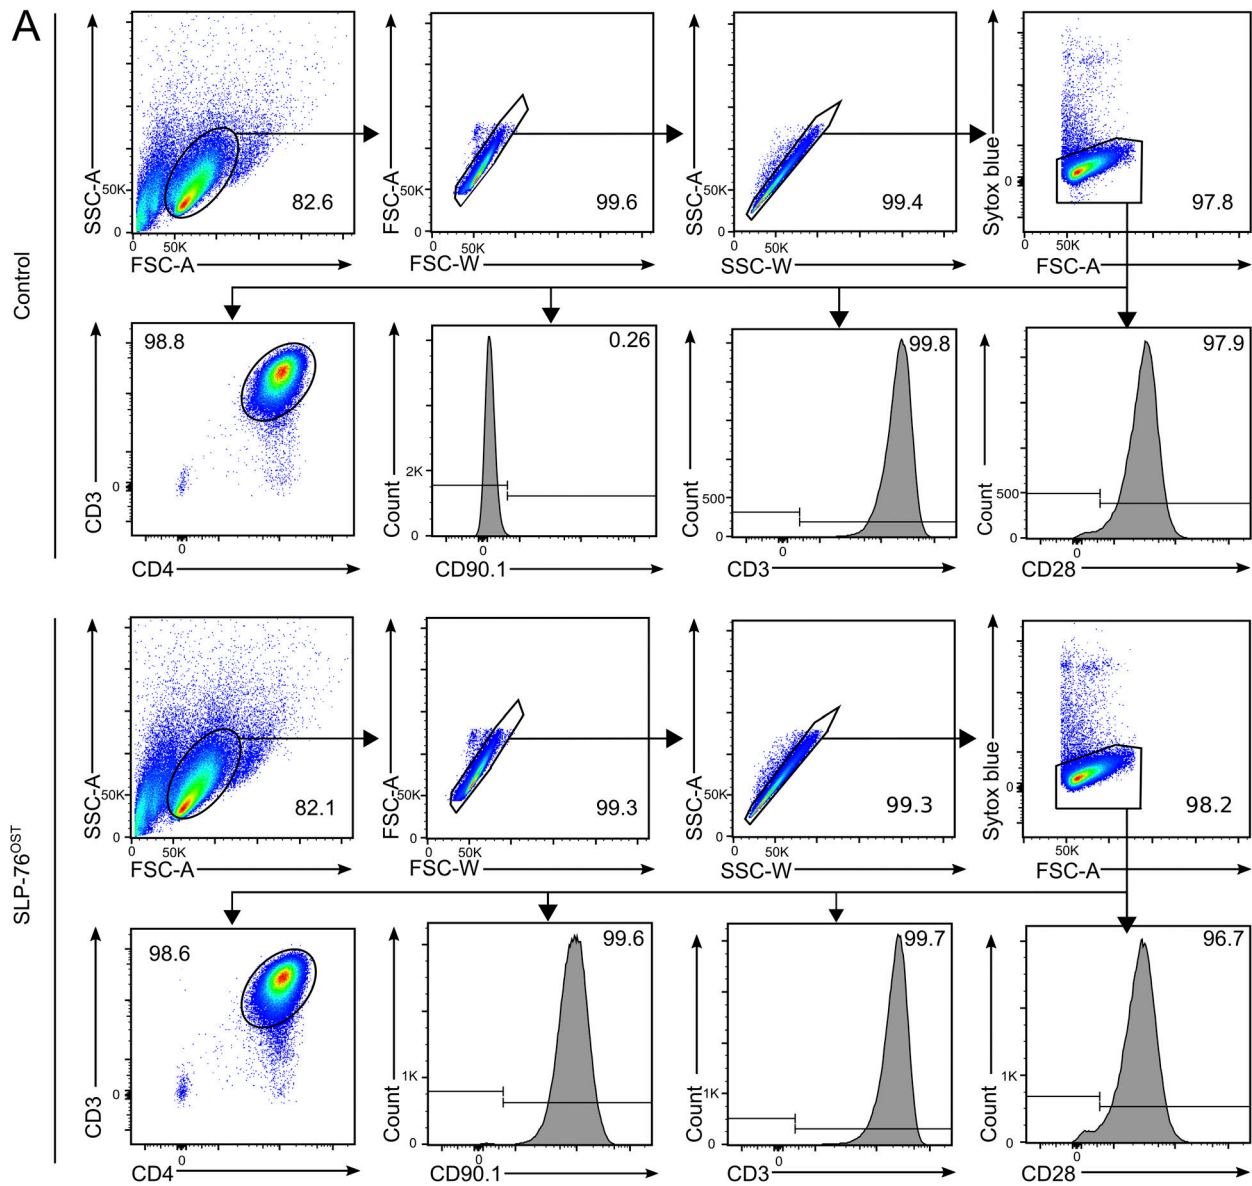 A
Control
SSC-A
50K
0
0
50K
FSC-A
82.6
FSC-A
50K
0
0
50K
FSC-W
99.6
SSC-A
50K
0
0
50K
SSC-W
99.4
Sytox blue
0
0
50K
FSC-A
97.8
98.8
CD3
0
0
CD4
0.26
Count
2K
0
0
CD90.1
99.8
Count
500
0
0
CD3
97.9
Count
500
0
0
CD28
SLP-76OST
SSC-A
50K
0
0
50K
FSC-A
82.1
FSC-A
50K
0
0
50K
FSC-W
99.3
SSC-A
50K
0
0
50K
SSC-W
99.3
Sytox blue
0
50K
FSC-A
98.2
98.6
CD3
0
0
CD4
99.6
Count
1K
0
0
CD90.1
99.7
Count
1K
0
0
CD3
96.7
Count
1K
0
0
CD28